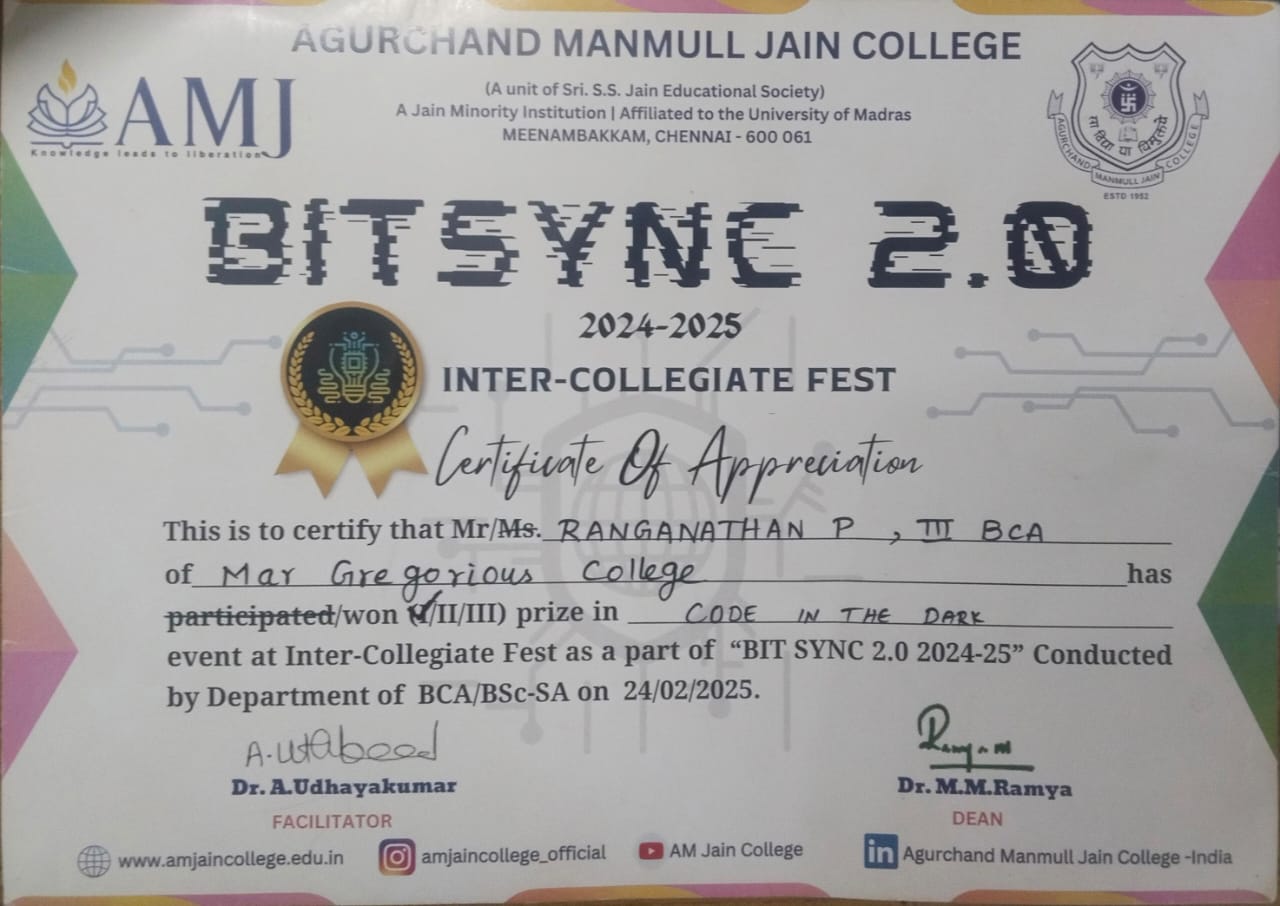 AGURCHAND MANMULL JAIN COLLEGE
(A unit of Sri. S.S. Jain Educational Society)
A Jain Minority Institution | Affiliated to the University of Madras
MEENAMBAKKAM, CHENNAI - 600 061
AMJ
Knowledge leads to liberation
सा विद्या या विमुक्तये
AGURCHAND MANMULL JAIN COLLEGE
ESTD 1952
BITSYNC 2.0
2024-2025
INTER-COLLEGIATE FEST
Certificate Of Appreciation
This is to certify that Mr/Ms. RANGANATHAN P , III BCA
of Mar Gregorious College has
participated/won (I/II/III) prize in CODE IN THE DARK
event at Inter-Collegiate Fest as a part of “BIT SYNC 2.0 2024-25” Conducted
by Department of BCA/BSc-SA on 24/02/2025.
Dr. A.Udhayakumar
FACILITATOR
Dr. M.M.Ramya
DEAN
www.amjaincollege.edu.in
amjaincollege_official
AM Jain College
in Agurchand Manmull Jain College -India